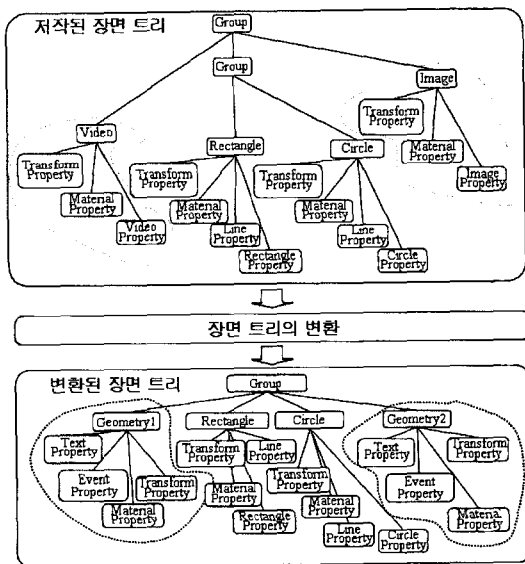 저작된 장면 트리
Group
Group
Image
Video
Rectangle
Circle
Transform
Property
Material
Property
Video
Property
Transform
Property
Material
Property
Line
Property
Rectangle
Property
Transform
Property
Material
Property
Line
Property
Circle
Property
Transform
Property
Material
Property
Image
Property
장면 트리의 변환
변환된 장면 트리
Group
Geometry1
Rectangle
Circle
Geometry2
Text
Property
Event
Property
Material
Property
Transform
Property
Transform
Property
Material
Property
Rectangle
Property
Line
Property
Transform
Property
Material
Property
Line
Property
Circle
Property
Text
Property
Event
Property
Material
Property
Transform
Property